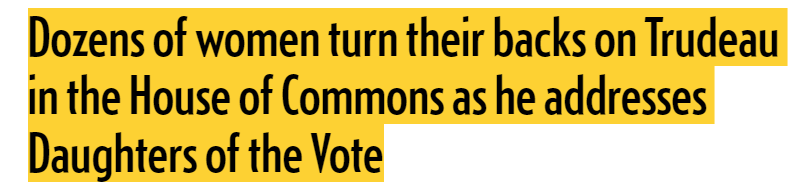 Dozens of women turn their backs on Trudeau
in the House of Commons as he addresses
Daughters of the Vote